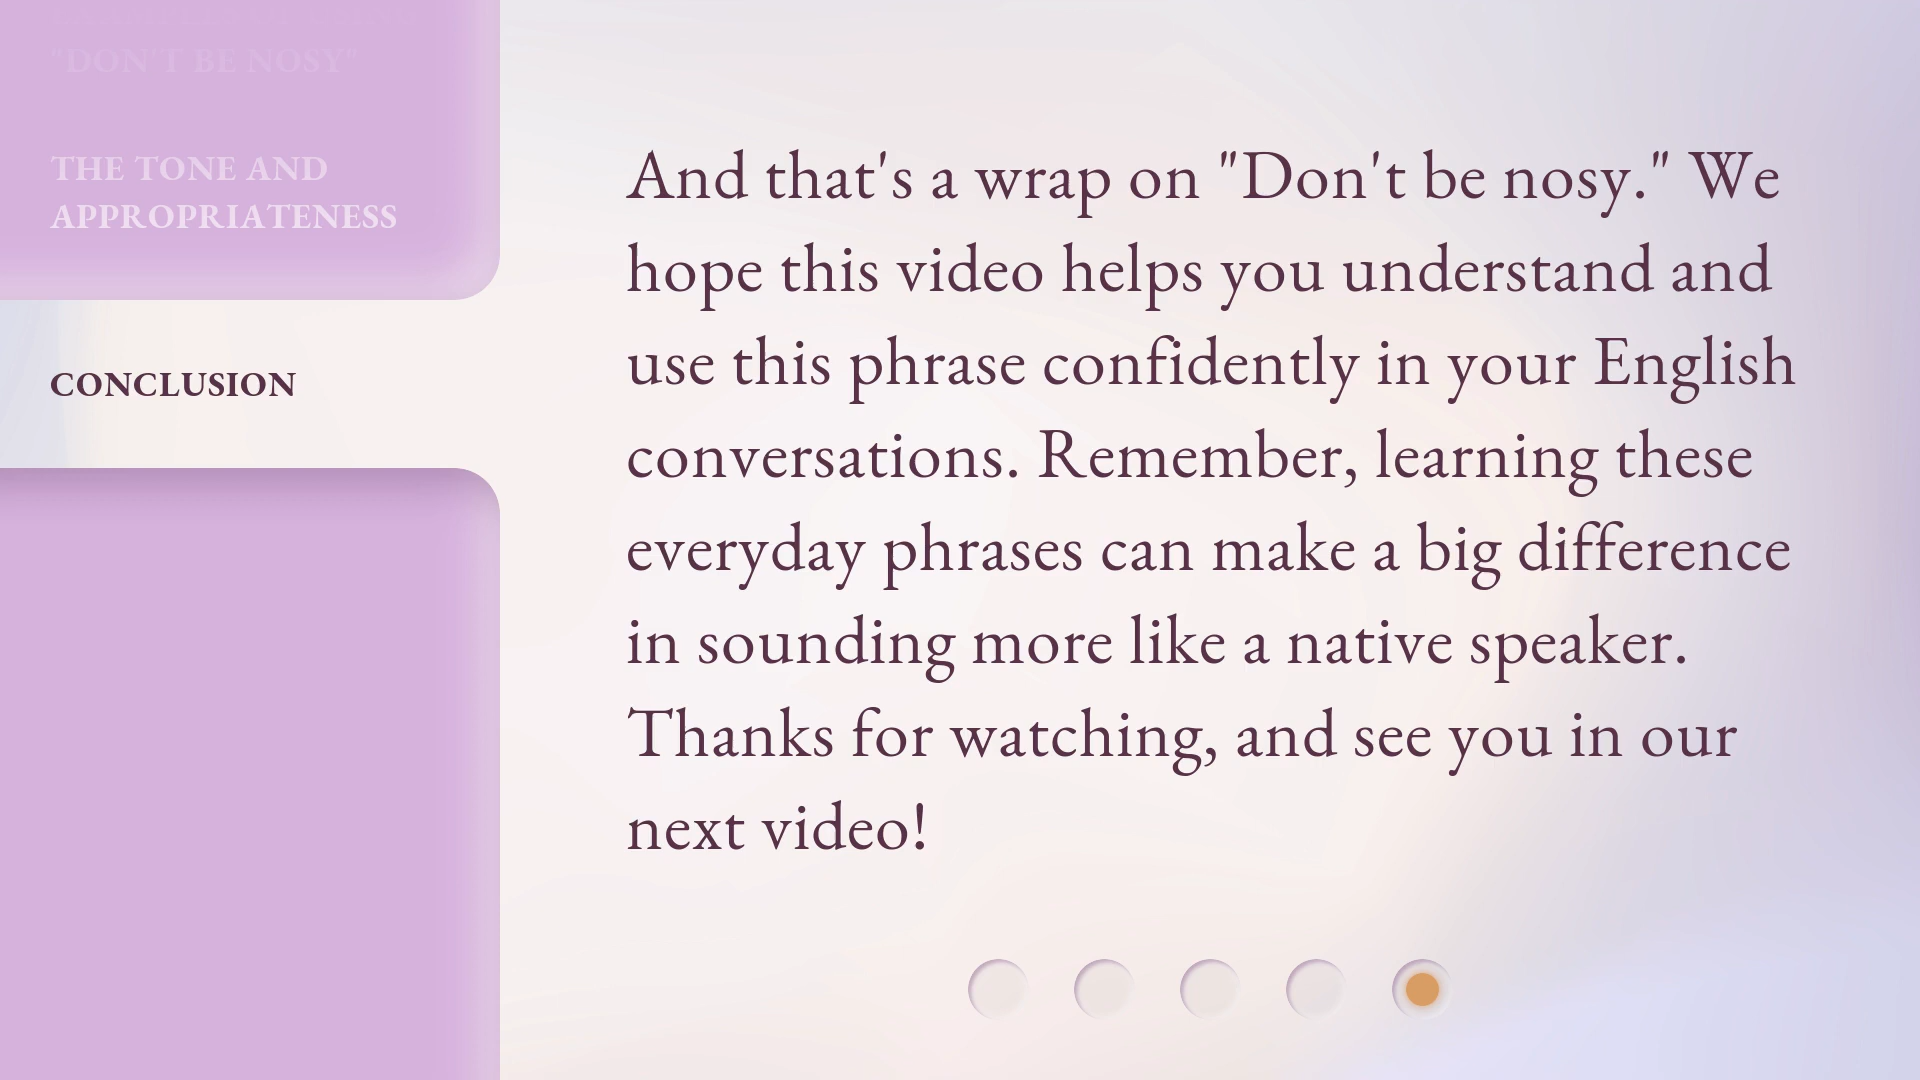 "DON'T BE NOSY"
THE TONE AND
APPROPRIATENESS
CONCLUSION
And that's a wrap on "Don't be nosy." We
hope this video helps you understand and
use this phrase confidently in your English
conversations. Remember, learning these
everyday phrases can make a big difference
in sounding more like a native speaker.
Thanks for watching, and see you in our
next video!